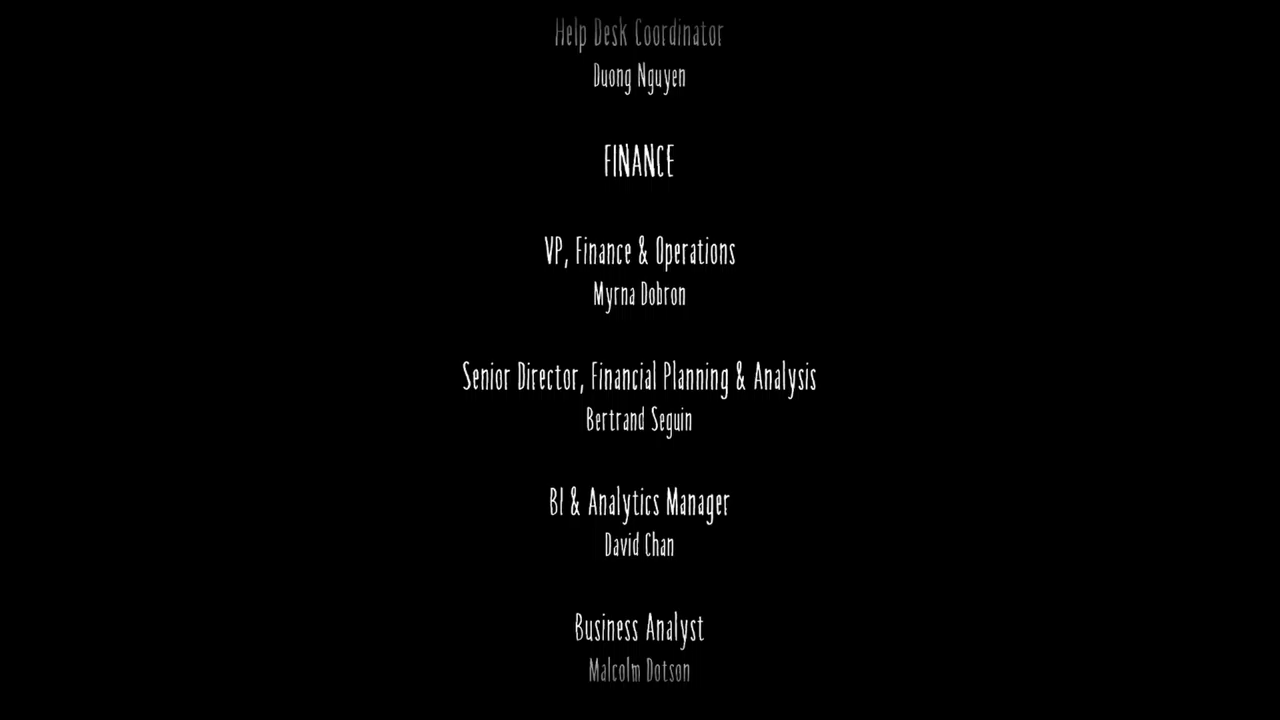 Help Desk Coordinator
Duong Nguyen
FINANCE
VP, Finance & Operations
Myrna Dobron
Senior Director, Financial Planning & Analysis
Bertrand Seguin
BI & Analytics Manager
David Chan
Business Analyst
Malcolm Dotson